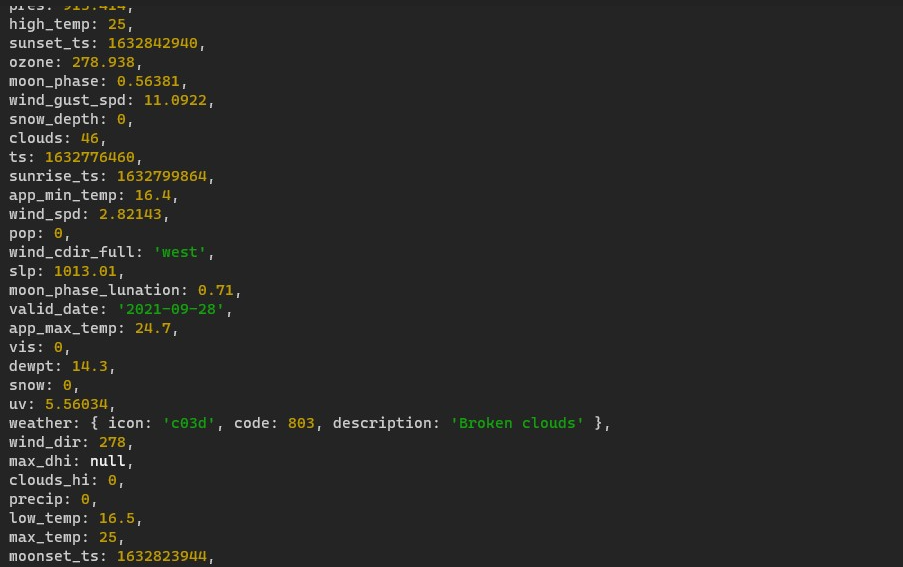 pres: 913.414,
high_temp: 25,
sunset_ts: 1632842940,
ozone: 278.938,
moon_phase: 0.56381,
wind_gust_spd: 11.0922,
snow_depth: 0,
clouds: 46,
ts: 1632776460,
sunrise_ts: 1632799864,
app_min_temp: 16.4,
wind_spd: 2.82143,
pop: 0,
wind_cdir_full: 'west',
slp: 1013.01,
moon_phase_lunation: 0.71,
valid_date: '2021-09-28',
app_max_temp: 24.7,
vis: 0,
dewpt: 14.3,
snow: 0,
uv: 5.56034,
weather: { icon: 'c03d', code: 803, description: 'Broken clouds' },
wind_dir: 278,
max_dhi: null,
clouds_hi: 0,
precip: 0,
low_temp: 16.5,
max_temp: 25,
moonset_ts: 1632823944,